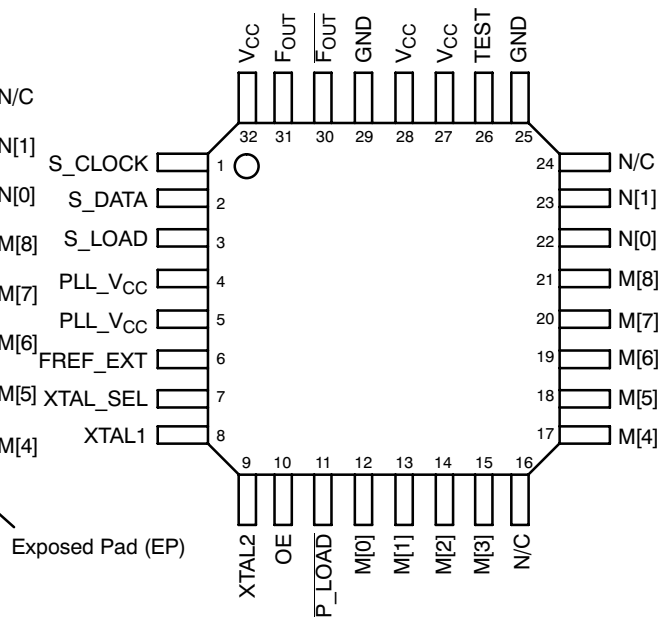 VCC
FOUT
FOUT
GND
VCC
VCC
TEST
GND
32
31
30
29
28
27
26
25
N/C
N[1]
N[0]
M[8]
M[7]
M[6]
M[5]
M[4]
Exposed Pad (EP)
S_CLOCK 1
S_DATA 2
S_LOAD 3
PLL_VCC 4
PLL_VCC 5
FREF_EXT 6
XTAL_SEL 7
XTAL1 8
24 N/C
23 N[1]
22 N[0]
21 M[8]
20 M[7]
19 M[6]
18 M[5]
17 M[4]
9
10
11
12
13
14
15
16
XTAL2
OE
P_LOAD
M[0]
M[1]
M[2]
M[3]
N/C